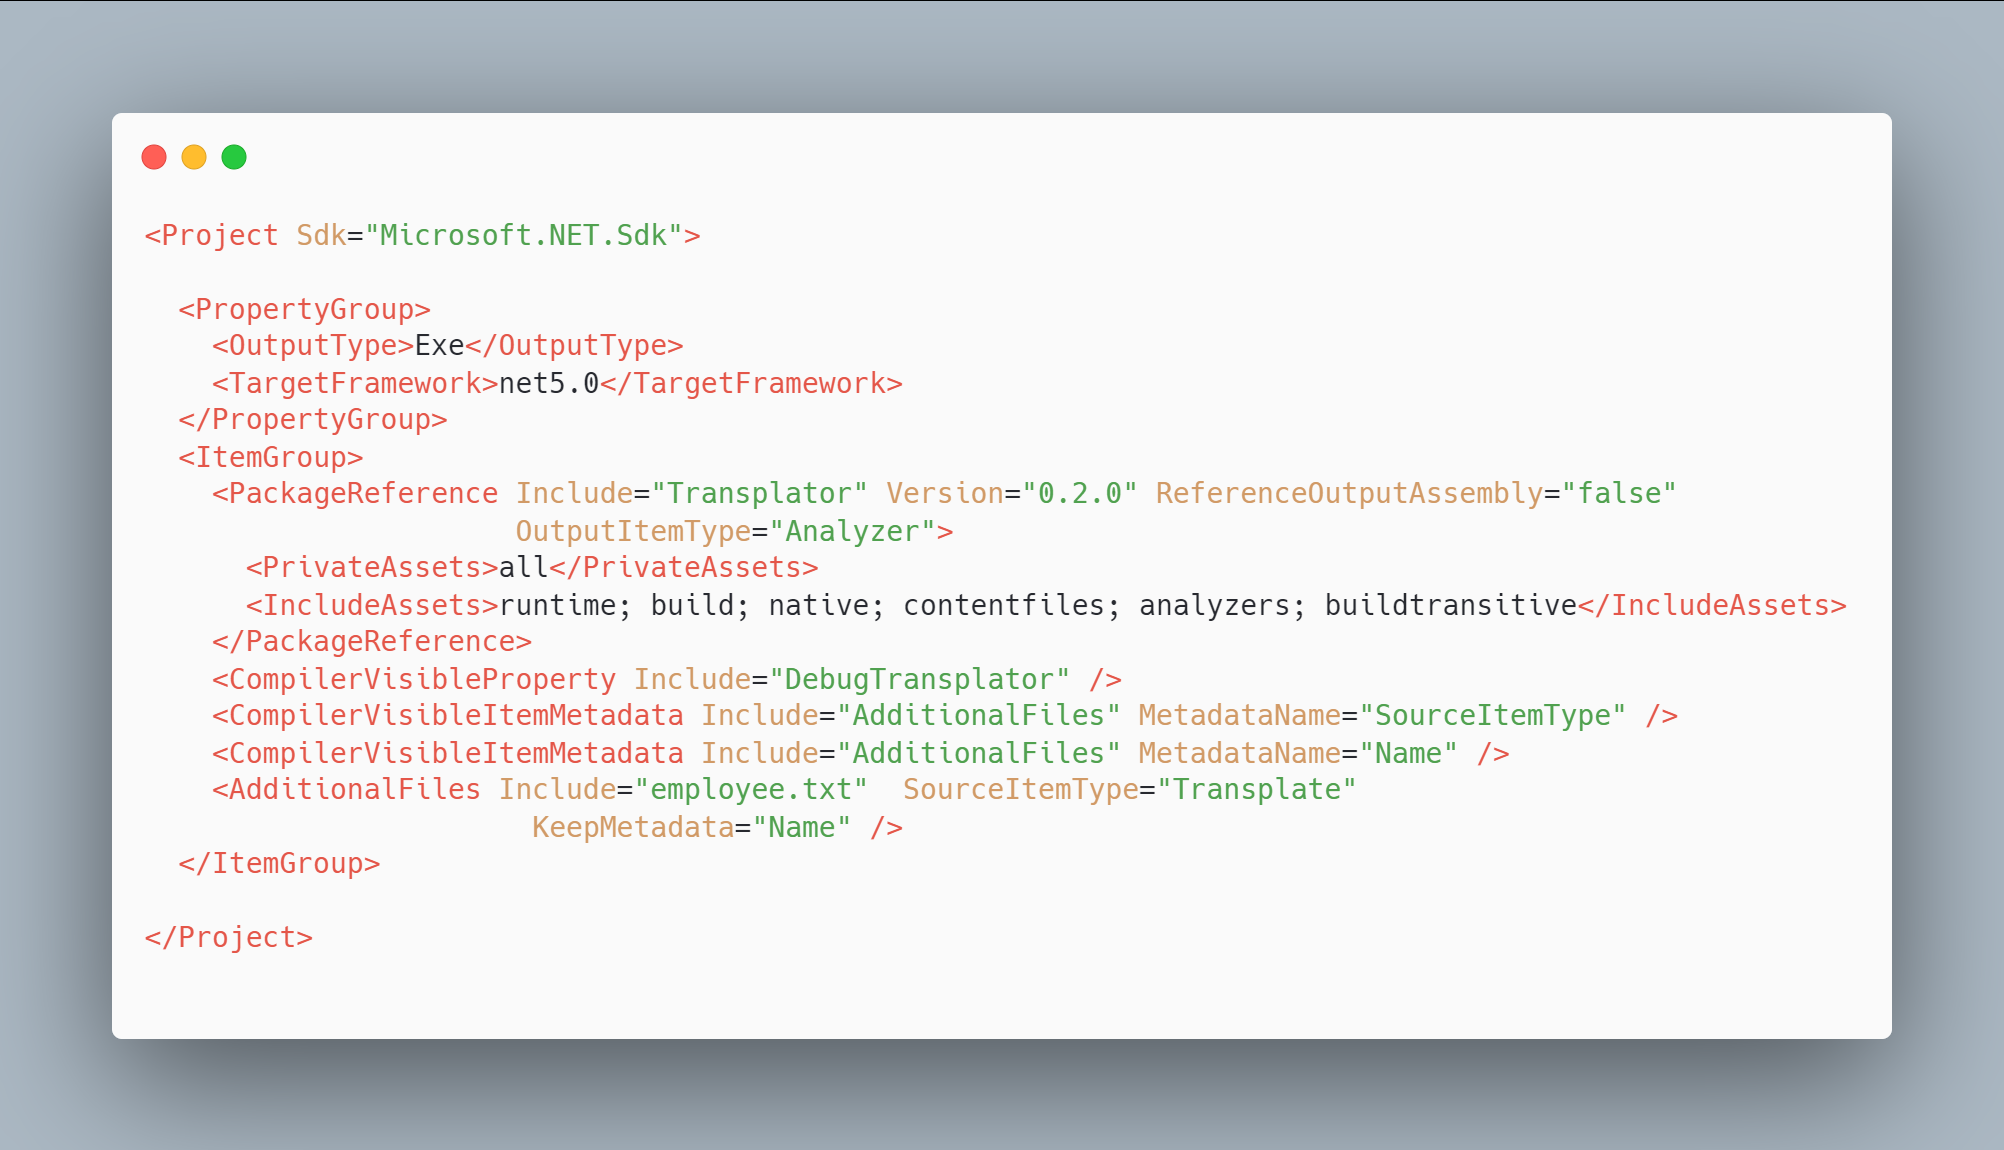 <Project Sdk="Microsoft.NET.Sdk">
<PropertyGroup>
<OutputType>Exe</OutputType>
<TargetFramework>net5.0</TargetFramework>
</PropertyGroup>
<ItemGroup>
<PackageReference Include="Transplator" Version="0.2.0" ReferenceOutputAssembly="false"
OutputItemType="Analyzer">
<PrivateAssets>all</PrivateAssets>
<IncludeAssets>runtime; build; native; contentfiles; analyzers; buildtransitive</IncludeAssets>
</PackageReference>
<CompilerVisibleProperty Include="DebugTransplator" />
<CompilerVisibleItemMetadata Include="AdditionalFiles" MetadataName="SourceItemType" />
<CompilerVisibleItemMetadata Include="AdditionalFiles" MetadataName="Name" />
<AdditionalFiles Include="employee.txt"  SourceItemType="Transplate"
KeepMetadata="Name" />
</ItemGroup>
</Project>